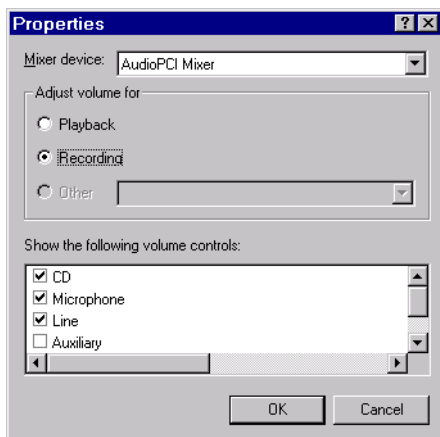 Properties
Mixer device: AudioPCI Mixer
Adjust volume for
Playback
Recording
Other
Show the following volume controls:
CD
Microphone
Line
Auxiliary
OK Cancel